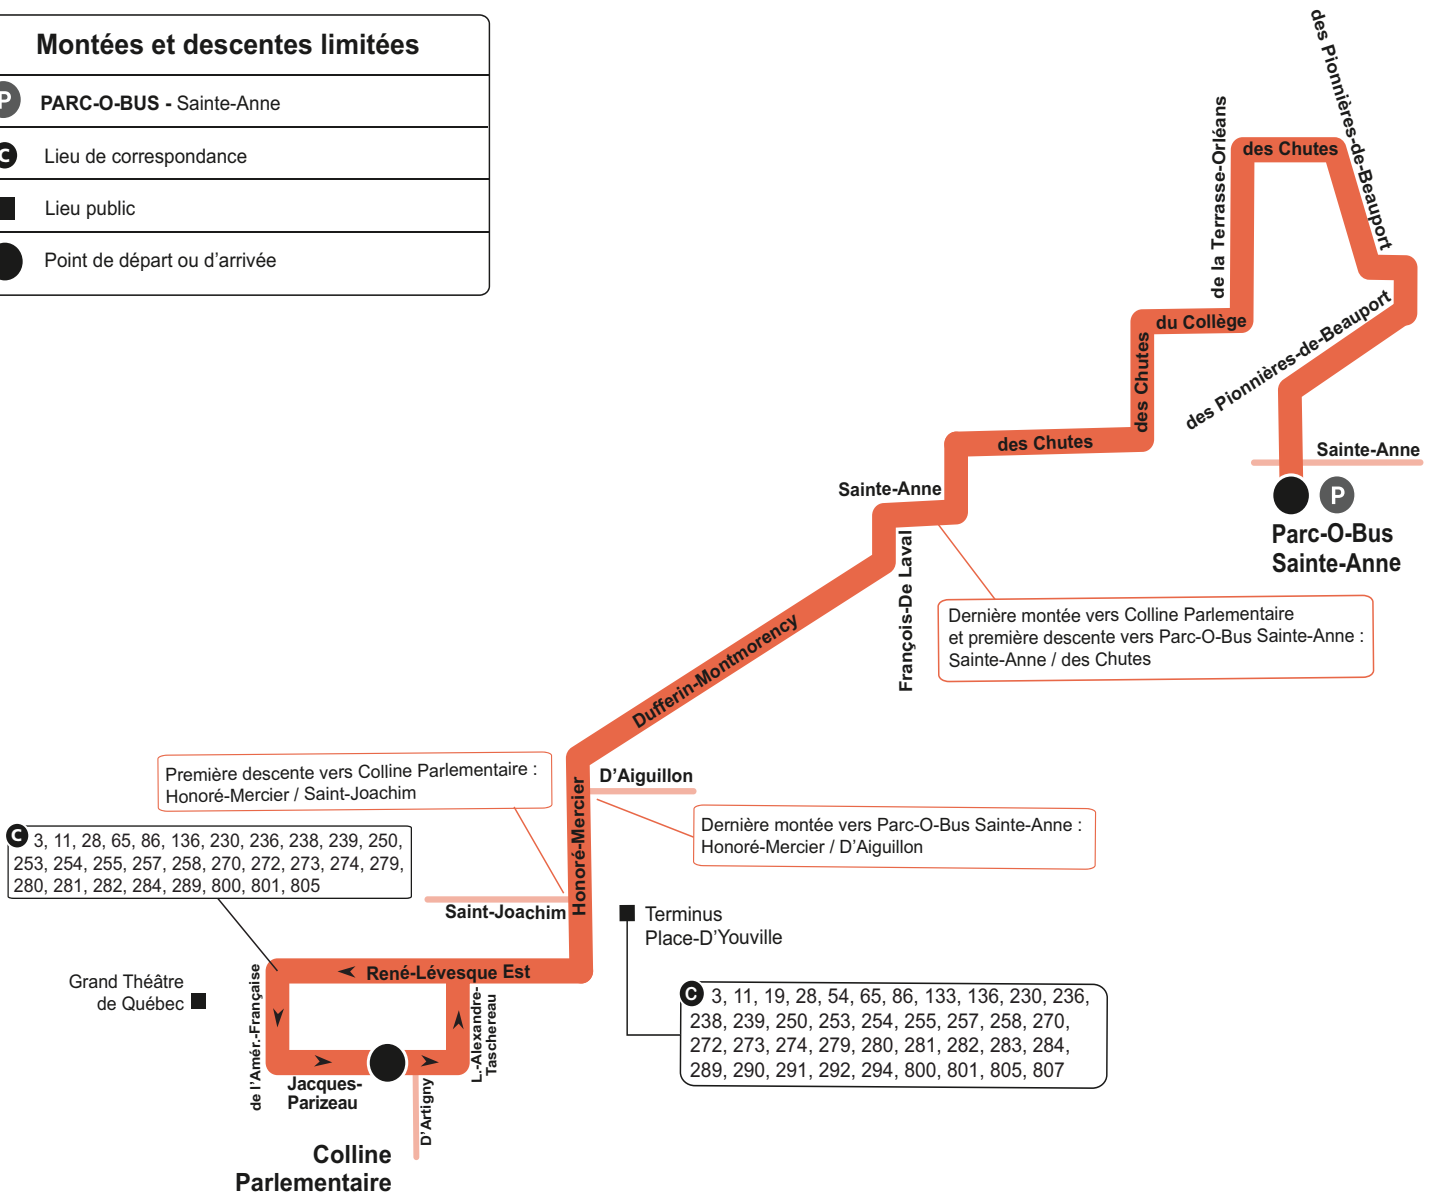 Montées et descentes limitées
P PARC-O-BUS - Sainte-Anne
C Lieu de correspondance
Lieu public
Point de départ ou d'arrivée
des Pionnières-de-Beauport
de la Terrasse-Orléans
des Chutes
des Pionnières-de-Beauport
du Collège
des Chutes
des Chutes
Sainte-Anne
P
Parc-O-Bus
Sainte-Anne
Sainte-Anne
François-De Laval
Dernière montée vers Colline Parlementaire
et première descente vers Parc-O-Bus Sainte-Anne :
Sainte-Anne / des Chutes
Dufferin-Montmorency
Première descente vers Colline Parlementaire :
Honoré-Mercier / Saint-Joachim
D'Aiguillon
Honoré-Mercier
Dernière montée vers Parc-O-Bus Sainte-Anne :
Honoré-Mercier / D'Aiguillon
C 3, 11, 28, 65, 86, 136, 230, 236, 238, 239, 250,
253, 254, 255, 257, 258, 270, 272, 273, 274, 279,
280, 281, 282, 284, 289, 800, 801, 805
Saint-Joachim
Terminus
Place-D'Youville
C 3, 11, 19, 28, 54, 65, 86, 133, 136, 230, 236,
238, 239, 250, 253, 254, 255, 257, 258, 270,
272, 273, 274, 279, 280, 281, 282, 283, 284,
289, 290, 291, 292, 294, 800, 801, 805, 807
René-Lévesque Est
Grand Théâtre
de Québec
de l'Amér.-Française
L.-Alexandre-
Taschereau
Jacques-
Parizeau
D'Artigny
Colline
Parlementaire